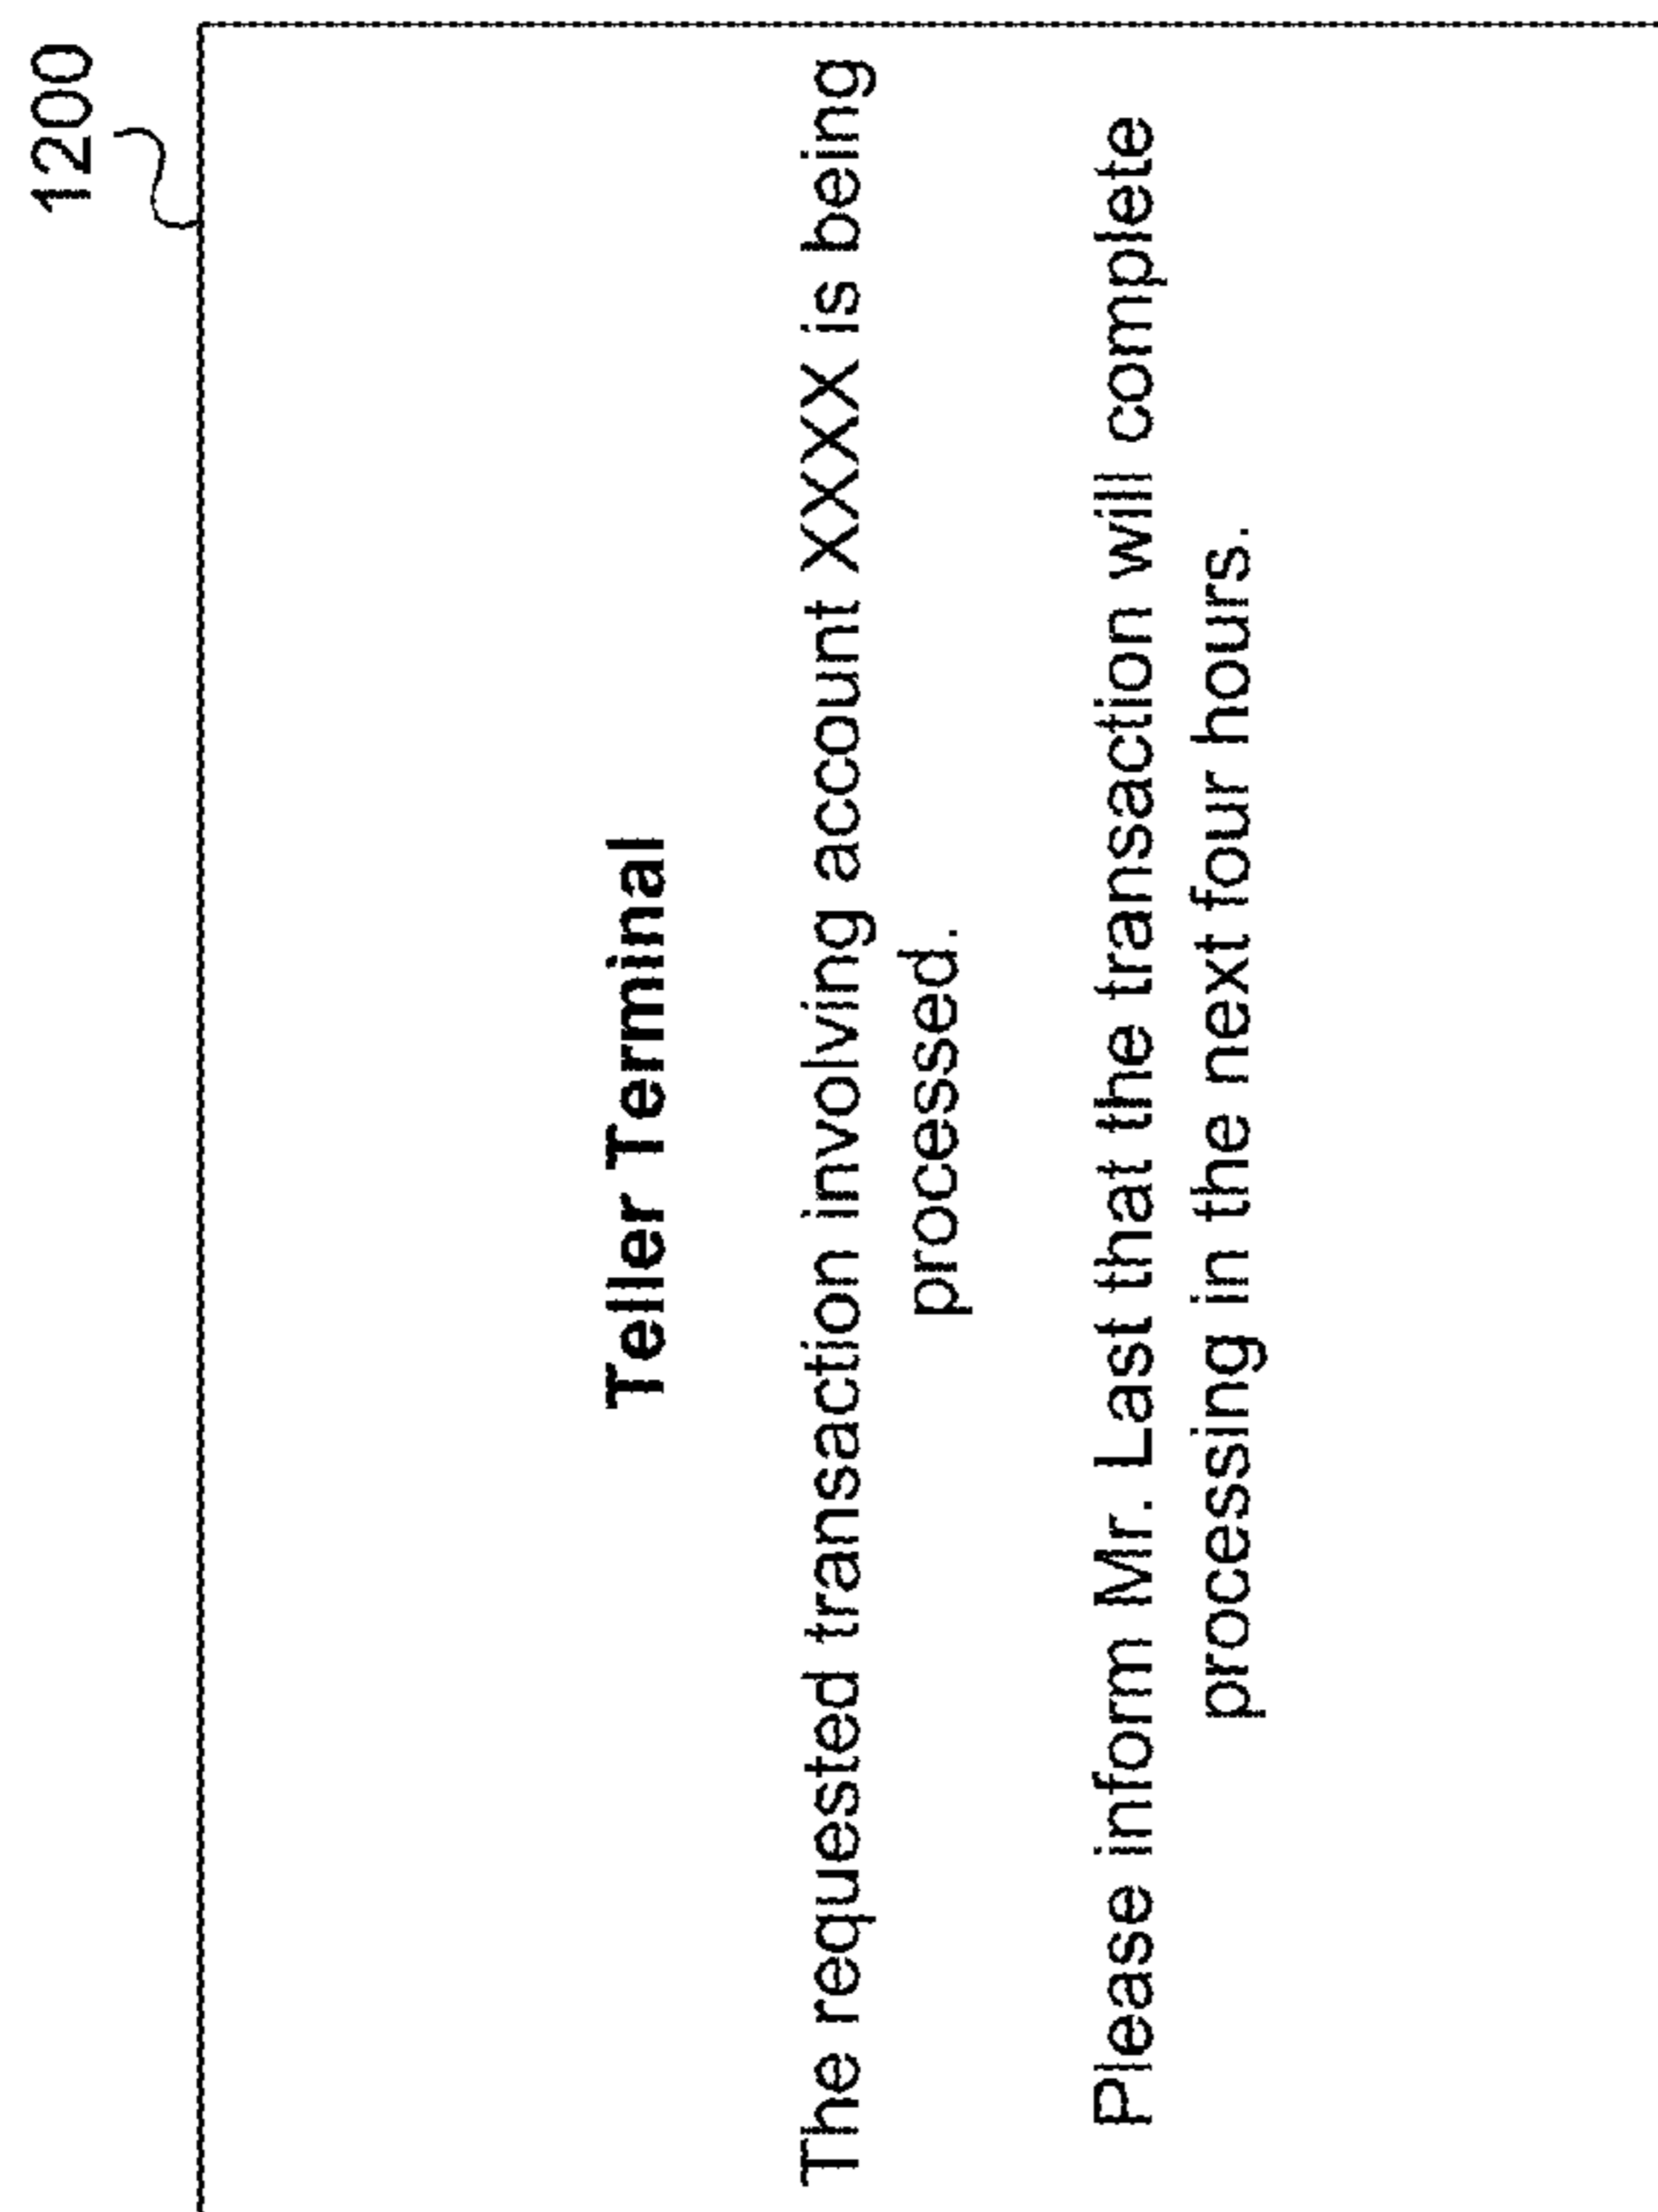 1200
Teller Terminal
The requested transaction involving account XXXX is being
processed.
Please inform Mr. Last that the transaction will complete
processing in the next four hours.